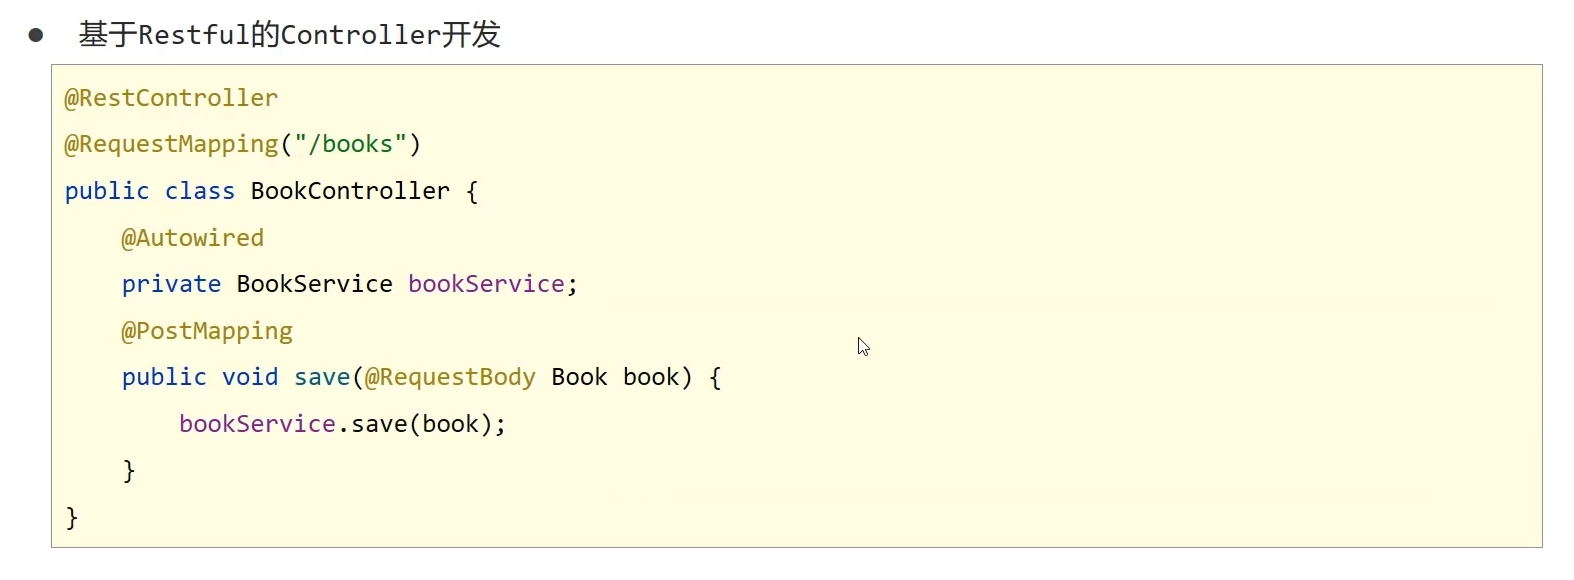 ● 基于Restful的Controller开发
@RestController
@RequestMapping("/books")
public class BookController {
    @Autowired
    private BookService bookService;
    @PostMapping
    public void save(@RequestBody Book book) {
        bookService.save(book);
    }
}